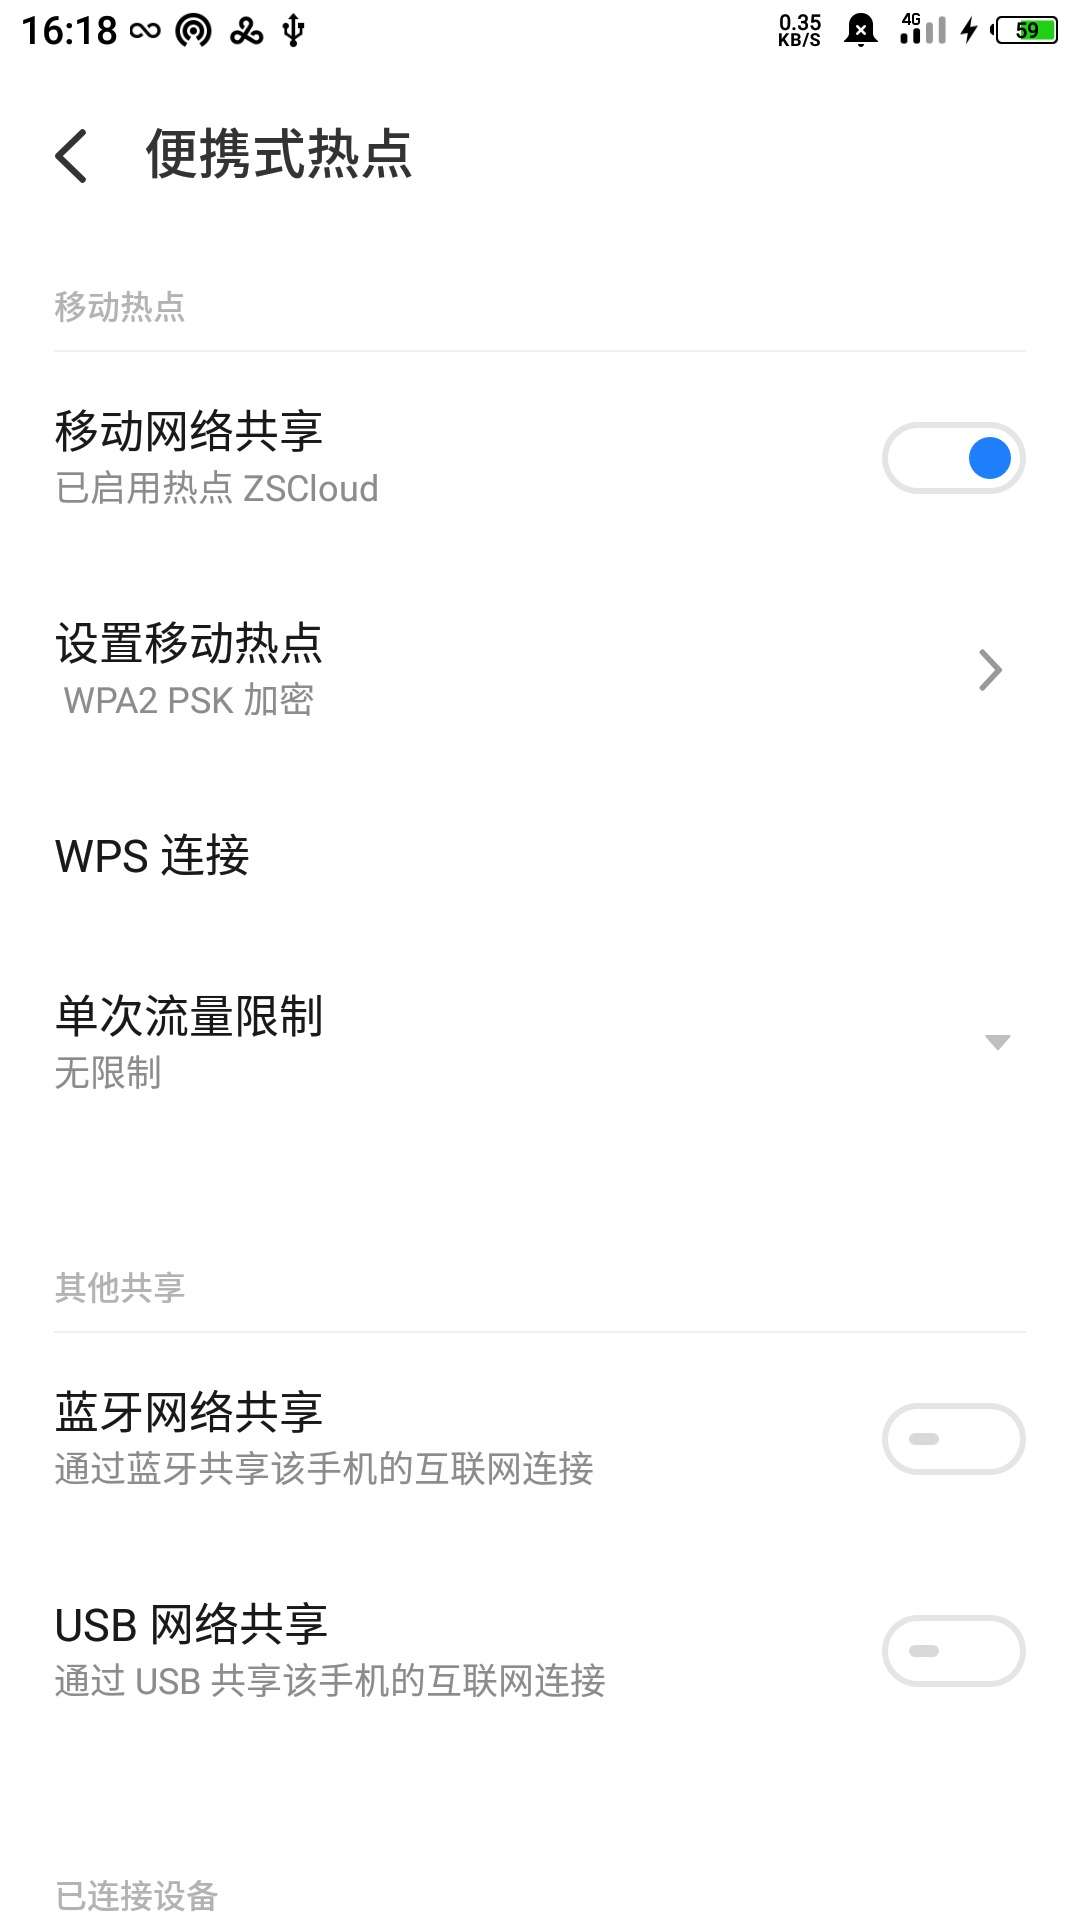 16:18
0.35
KB/S
4G
59
便携式热点
移动热点
移动网络共享
已启用热点 ZSCloud
设置移动热点
WPA2 PSK 加密
WPS 连接
单次流量限制
无限制
其他共享
蓝牙网络共享
通过蓝牙共享该手机的互联网连接
USB 网络共享
通过 USB 共享该手机的互联网连接
已连接设备